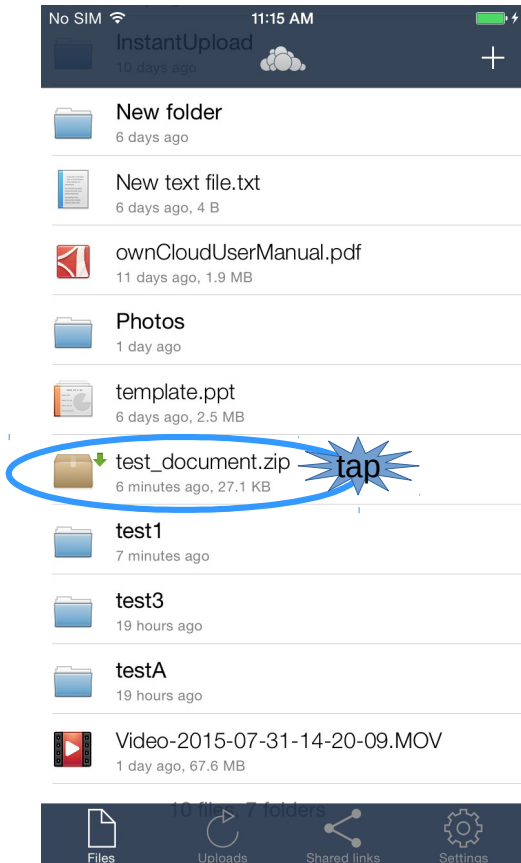 No SIM 11:15 AM
InstantUpload
10 days ago
New folder
6 days ago
New text file.txt
6 days ago, 4 B
ownCloudUserManual.pdf
11 days ago, 1.9 MB
Photos
1 day ago
template.ppt
6 days ago, 2.5 MB
test_document.zip
6 minutes ago, 27.1 KB
tap
test1
7 minutes ago
test3
19 hours ago
testA
19 hours ago
Video-2015-07-31-14-20-09.MOV
1 day ago, 67.6 MB
10 files, 7 folders
Files Uploads Shared links Settings